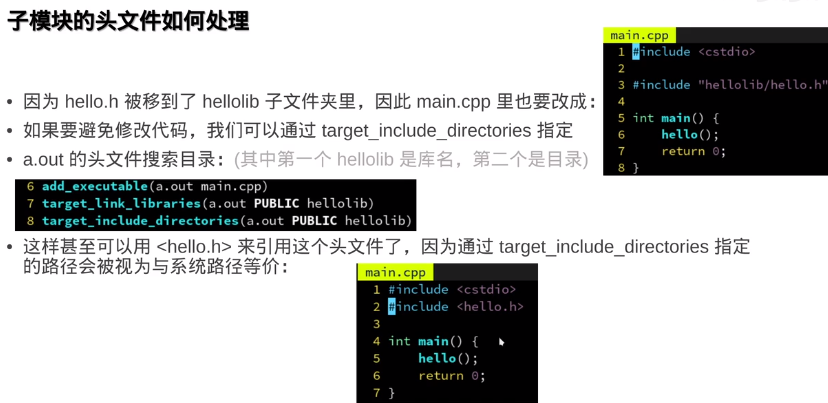 子模块的头文件如何处理
• 因为 hello.h 被移到了 hellolib 子文件夹里，因此 main.cpp 里也要改成：
main.cpp
1 #include <cstdio>
2
3 #include "hellolib/hello.h"
4
5 int main() {
6     hello();
7     return 0;
8 }
• 如果要避免修改代码，我们可以通过 target_include_directories 指定
• a.out 的头文件搜索目录：(其中第一个 hellolib 是库名，第二个是目录)
6 add_executable(a.out main.cpp)
7 target_link_libraries(a.out PUBLIC hellolib)
8 target_include_directories(a.out PUBLIC hellolib)
• 这样甚至可以用 <hello.h> 来引用这个头文件了，因为通过 target_include_directories 指定
的路径会被视为与系统路径等价：
main.cpp
1 #include <cstdio>
2 #include <hello.h>
3
4 int main() {
5     hello();
6     return 0;
7 }